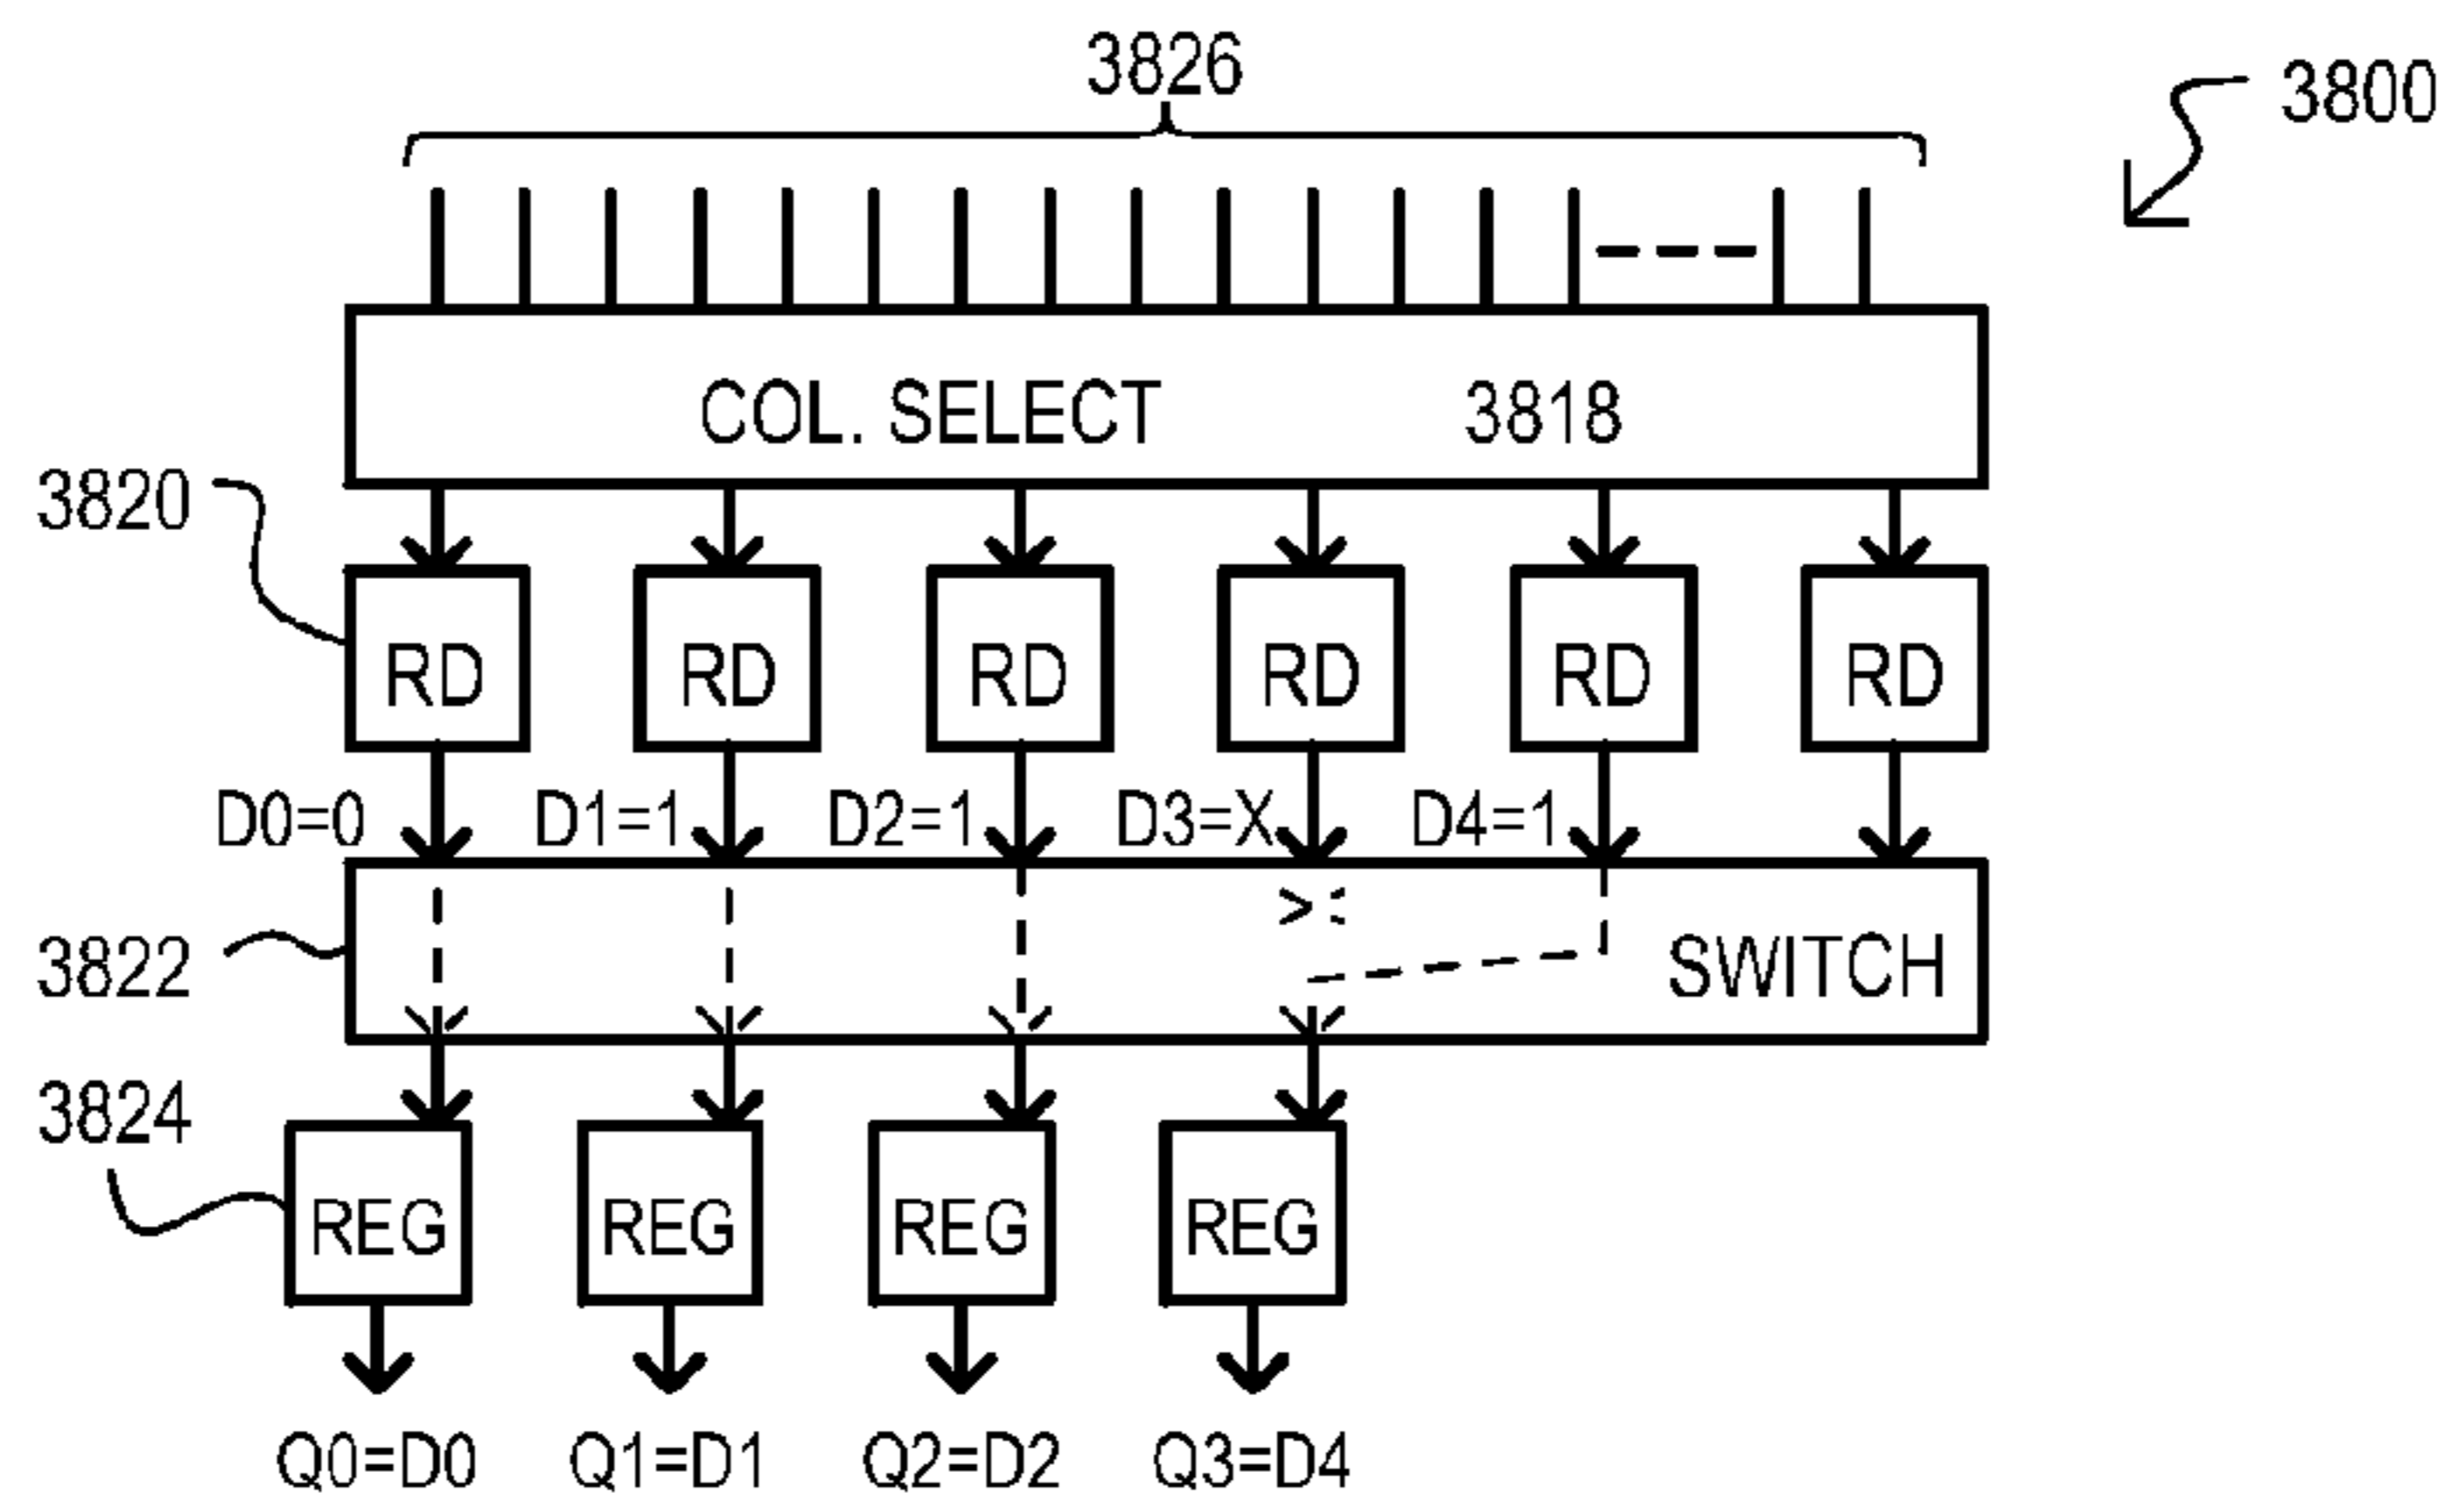 3826
3800
COL. SELECT 3818
3820
RD RD RD RD RD RD
D0=0 D1=1 D2=1 D3=X D4=1
3822
SWITCH
3824
REG REG REG REG
Q0=D0 Q1=D1 Q2=D2 Q3=D4